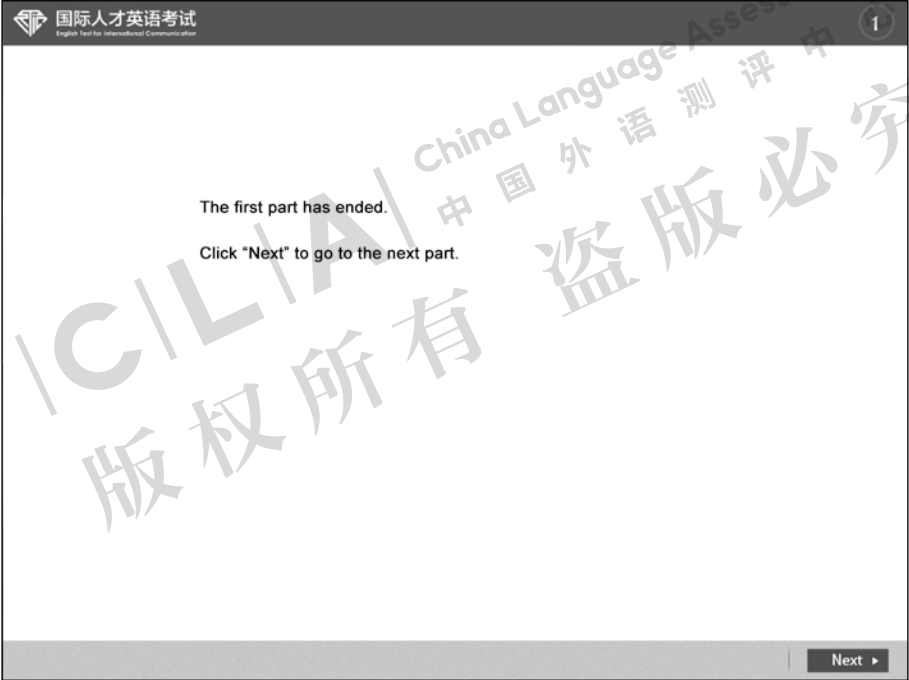 国际人才英语考试
English Test for International Communication
1
The first part has ended.
Click “Next” to go to the next part.
China Language Assess
中国外语测评中
CLA
版权所有 盗版必究
Next